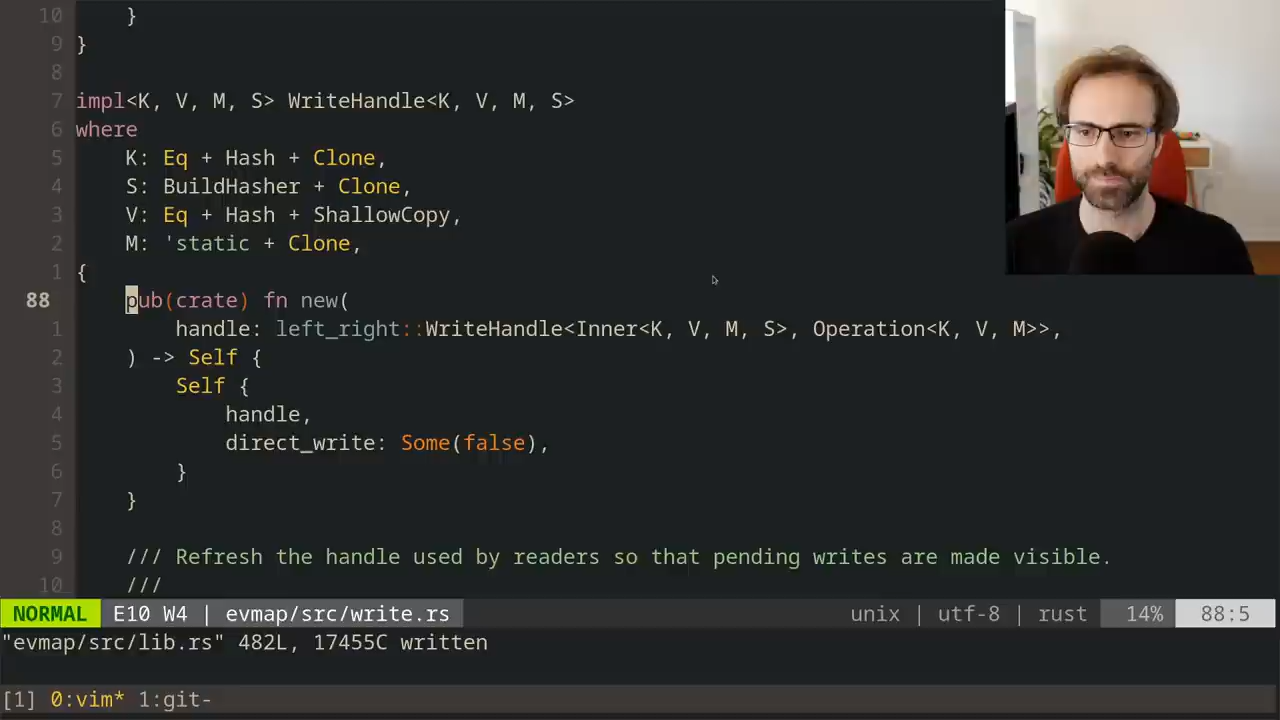 10     }
9 }
8
7 impl<K, V, M, S> WriteHandle<K, V, M, S>
6 where
5     K: Eq + Hash + Clone,
4     S: BuildHasher + Clone,
3     V: Eq + Hash + ShallowCopy,
2     M: 'static + Clone,
1 {
88     pub(crate) fn new(
1         handle: left_right::WriteHandle<Inner<K, V, M, S>, Operation<K, V, M>>,
2     ) -> Self {
3         Self {
4             handle,
5             direct_write: Some(false),
6         }
7     }
8
9     /// Refresh the handle used by readers so that pending writes are made visible.
10     ///
NORMAL E10 W4 | evmap/src/write.rs unix | utf-8 | rust 14% 88:5
"evmap/src/lib.rs" 482L, 17455C written
[1] 0:vim* 1:git-